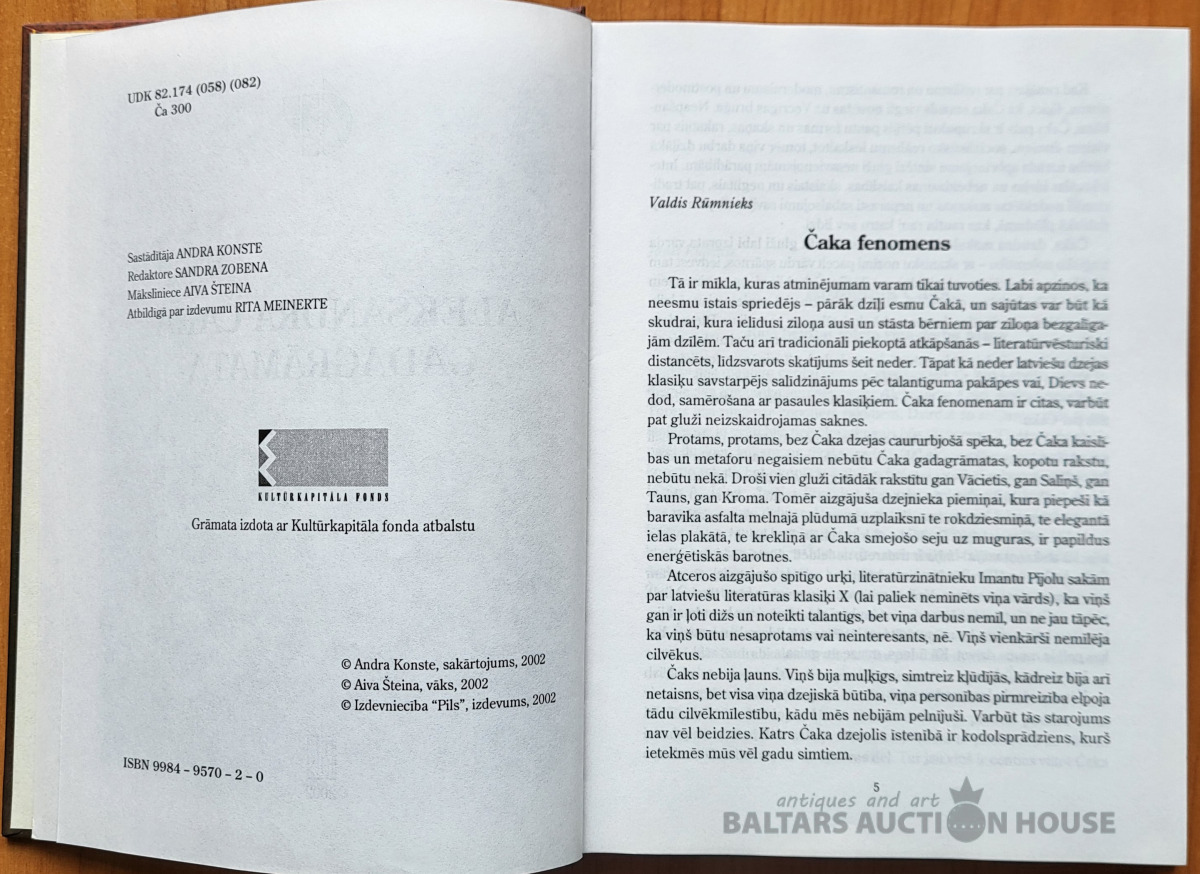 UDK 82.174 (058) (082)
Ča 300
Sastādītāja ANDRA KONSTE
Redaktore SANDRA ZOBENA
Māksliniece AIVA ŠTEINA
Atbildīgā par izdevumu RITA MEINERTE
KULTŪRKAPITĀLA FONDS
Grāmata izdota ar Kultūrkapitāla fonda atbalstu
© Andra Konste, sakārtojums, 2002
© Aiva Šteina, vāks, 2002
© Izdevniecība “Pils”, izdevums, 2002
ISBN 9984 – 9570 – 2 – 0
Valdis Rūmnieks
Čaka fenomens
Tā ir mīkla, kuras atminējumam varam tikai tuvoties. Labi apzinos, ka
neesmu īstais spriedējs – pārāk dziļi esmu Čakā, un sajūtas var būt kā
skudrai, kura ielīdusi ziloņa ausī un stāsta bērniem par ziloņa bezgalīga-
jām dzīlēm. Taču arī tradicionāli piekoptā atkāpšanās – literatūrvēsturiski
distancēts, līdzsvarots skatījums šeit neder. Tāpat kā neder latviešu dzejas
klasiķu savstarpējs salīdzinājums pēc talantīguma pakāpes vai, Dievs ne-
dod, samērošana ar pasaules klasiķiem. Čaka fenomenam ir citas, varbūt
pat gluži neizskaidrojamas saknes.
Protams, protams, bez Čaka dzejas caururbjošā spēka, bez Čaka kaislī-
bas un metaforu negaisiem nebūtu Čaka gadagrāmatas, kopotu rakstu,
nebūtu nekā. Droši vien gluži citādāk rakstītu gan Vācietis, gan Saliņš, gan
Tauns, gan Kroma. Tomēr aizgājuša dzejnieka piemiņai, kura piepeši kā
baravika asfalta melnajā plūdumā uzplaiksnī te rokdziesmiņā, te elegantā
ielas plakātā, te krekliņā ar Čaka smejošo seju uz muguras, ir papildus
enerģētiskās barotnes.
Atceros aizgājušo spītīgo urķi, literatūrzinātnieku Imantu Pijolu sakām
par latviešu literatūras klasiķi X (lai paliek neminēts viņa vārds), ka viņš
gan ir ļoti dižs un noteikti talantīgs, bet viņa darbus nemīl, un ne jau tāpēc,
ka viņš būtu nesaprotams vai neinteresants, nē. Viņš vienkārši nemīlēja
cilvēkus.
Čaks nebija ļauns. Viņš bija muļķīgs, simtreiz kļūdījās, kādreiz bija arī
netaisns, bet visa viņa dzejiskā būtība, viņa personības pirmreizība elpoja
tādu cilvēkmīlestību, kādu mēs nebijām pelnījuši. Varbūt tās starojums
nav vēl beidzies. Katrs Čaka dzejolis īstenībā ir kodolsprādziens, kurš
ietekmēs mūs vēl gadu simtiem.
5
antiques and art
BALTARS AUCTION HOUSE